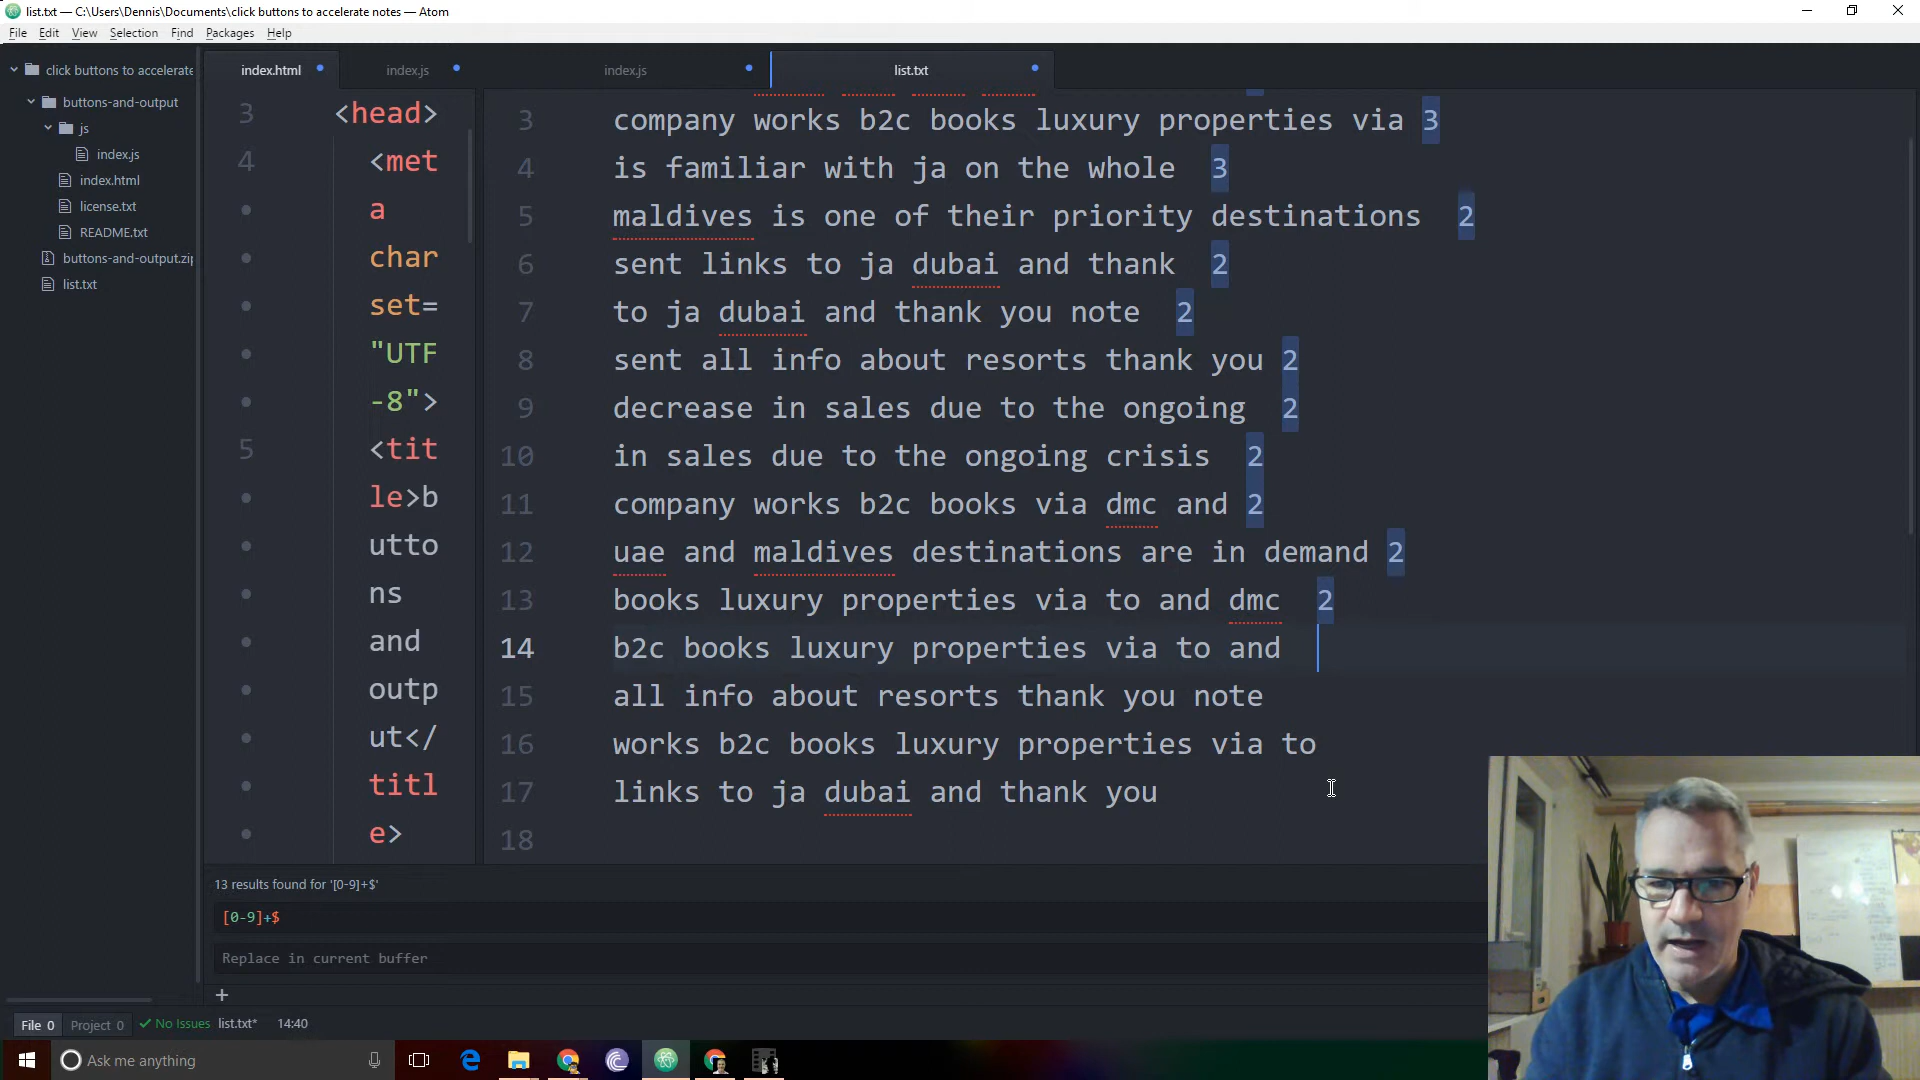 list.txt — C:\Users\Dennis\Documents\click buttons to accelerate notes — Atom
File Edit View Selection Find Packages Help
click buttons to accelerate
buttons-and-output
js
index.js
index.html
license.txt
README.txt
buttons-and-output.zip
list.txt
index.html
index.js
index.js
list.txt
3 <head>
4 <met
a
char
set=
"UTF
-8">
5 <tit
le>b
utto
ns
and
outp
ut</
titl
e>
3 company works b2c books luxury properties via 3
4 is familiar with ja on the whole 3
5 maldives is one of their priority destinations 2
6 sent links to ja dubai and thank 2
7 to ja dubai and thank you note 2
8 sent all info about resorts thank you 2
9 decrease in sales due to the ongoing 2
10 in sales due to the ongoing crisis 2
11 company works b2c books via dmc and 2
12 uae and maldives destinations are in demand 2
13 books luxury properties via to and dmc 2
14 b2c books luxury properties via to and
15 all info about resorts thank you note
16 works b2c books luxury properties via to
17 links to ja dubai and thank you
18
13 results found for '[0-9]+$'
[0-9]+$
Replace in current buffer
+
File 0 Project 0 No Issues list.txt* 14:40
Ask me anything